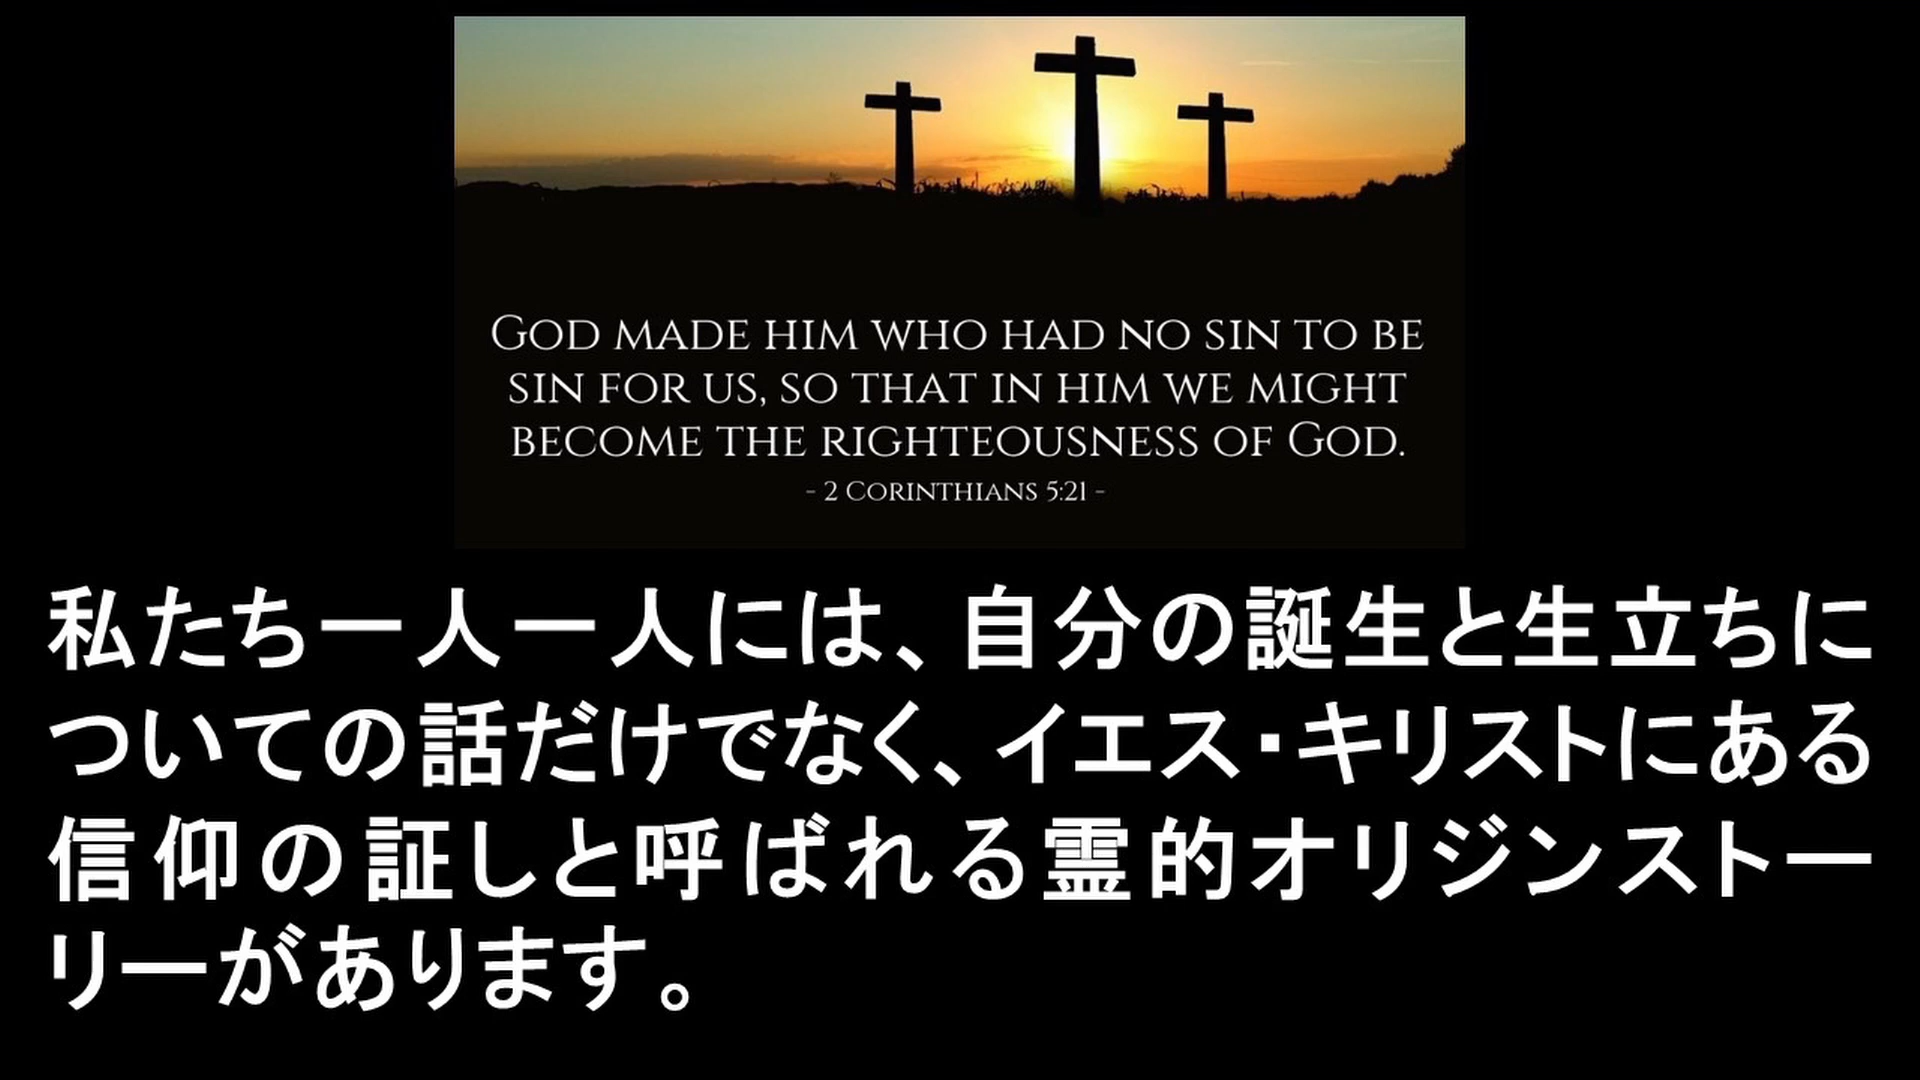 God made him who had no sin to be
sin for us, so that in him we might
become the righteousness of God.
- 2 Corinthians 5:21 -
私たち一人一人には、自分の誕生と生立ちに
ついての話だけでなく、イエス・キリストにある
信仰の証しと呼ばれる霊的オリジンストー
リーがあります。